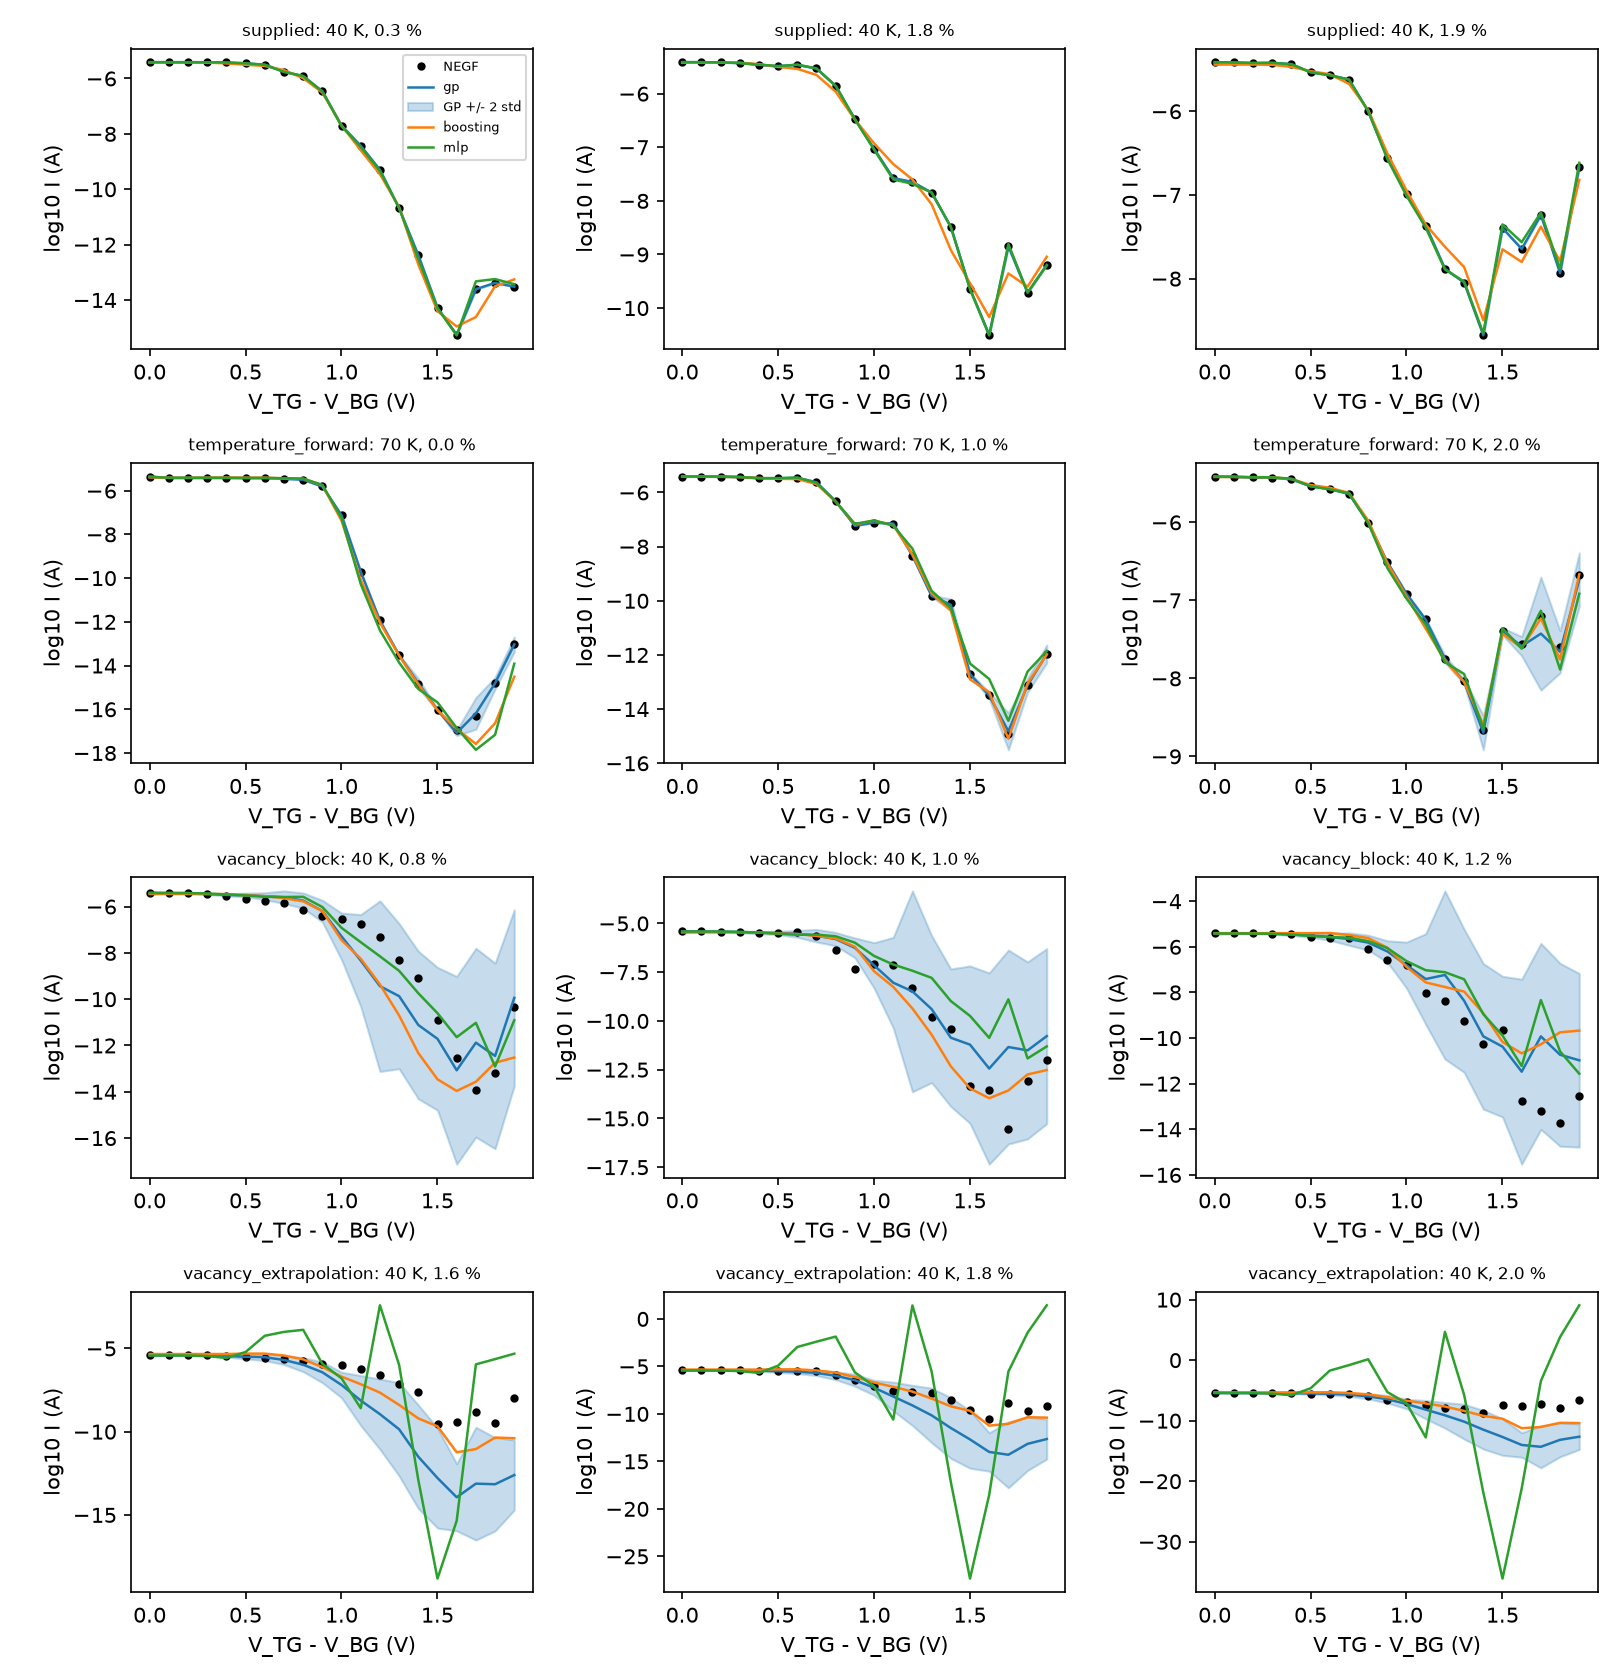 supplied: 40 K, 0.3 %
log10 I (A)
−6
−8
−10
−12
−14
0.0 0.5 1.0 1.5
V_TG - V_BG (V)
NEGF
gp
GP +/- 2 std
boosting
mlp
supplied: 40 K, 1.8 %
log10 I (A)
−6
−7
−8
−9
−10
0.0 0.5 1.0 1.5
V_TG - V_BG (V)
supplied: 40 K, 1.9 %
log10 I (A)
−6
−7
−8
0.0 0.5 1.0 1.5
V_TG - V_BG (V)
temperature_forward: 70 K, 0.0 %
log10 I (A)
−6
−8
−10
−12
−14
−16
−18
0.0 0.5 1.0 1.5
V_TG - V_BG (V)
temperature_forward: 70 K, 1.0 %
log10 I (A)
−6
−8
−10
−12
−14
−16
0.0 0.5 1.0 1.5
V_TG - V_BG (V)
temperature_forward: 70 K, 2.0 %
log10 I (A)
−6
−7
−8
−9
0.0 0.5 1.0 1.5
V_TG - V_BG (V)
vacancy_block: 40 K, 0.8 %
log10 I (A)
−6
−8
−10
−12
−14
−16
0.0 0.5 1.0 1.5
V_TG - V_BG (V)
vacancy_block: 40 K, 1.0 %
log10 I (A)
−5.0
−7.5
−10.0
−12.5
−15.0
−17.5
0.0 0.5 1.0 1.5
V_TG - V_BG (V)
vacancy_block: 40 K, 1.2 %
log10 I (A)
−4
−6
−8
−10
−12
−14
−16
0.0 0.5 1.0 1.5
V_TG - V_BG (V)
vacancy_extrapolation: 40 K, 1.6 %
log10 I (A)
−5
−10
−15
0.0 0.5 1.0 1.5
V_TG - V_BG (V)
vacancy_extrapolation: 40 K, 1.8 %
log10 I (A)
0
−5
−10
−15
−20
−25
0.0 0.5 1.0 1.5
V_TG - V_BG (V)
vacancy_extrapolation: 40 K, 2.0 %
log10 I (A)
10
0
−10
−20
−30
0.0 0.5 1.0 1.5
V_TG - V_BG (V)